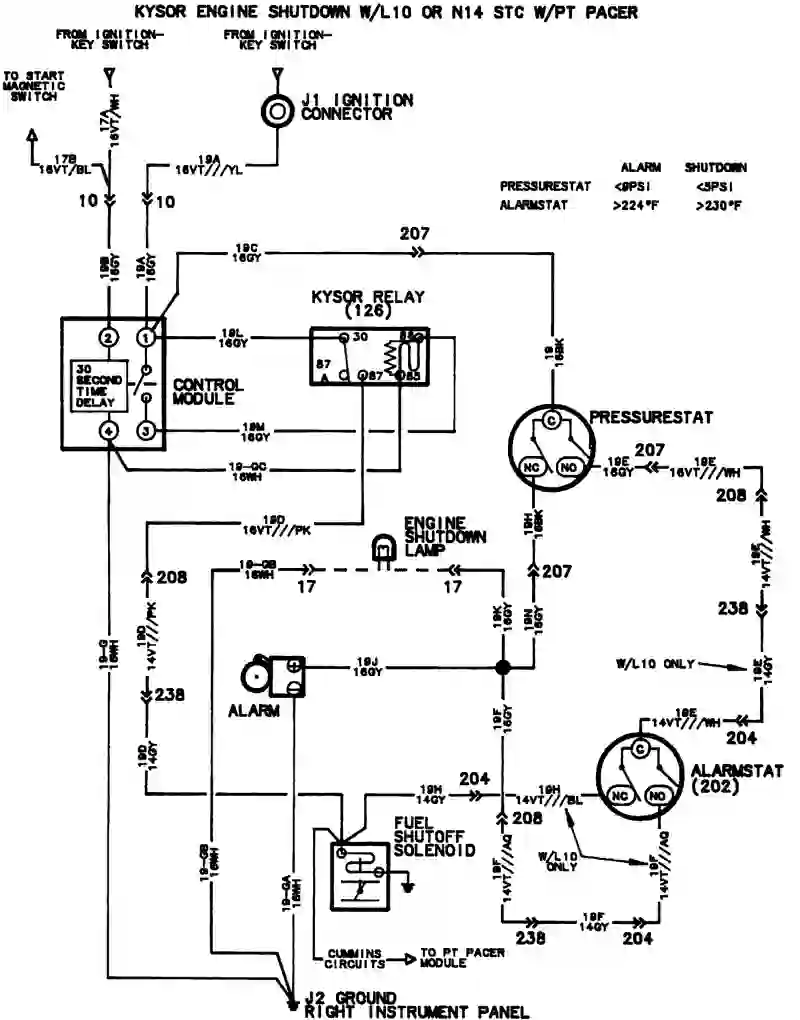 KYSOR ENGINE SHUTDOWN W/L10 OR N14 STC W/PT PACER
FROM IGNITION-
KEY SWITCH
FROM IGNITION-
KEY SWITCH
TO START
MAGNETIC
SWITCH
J1 IGNITION
CONNECTOR
17A
16VT/WH
17B
16VT/BL
19A
16VT///YL
ALARM SHUTDOWN
PRESSURESTAT <9PSI <5PSI
ALARMSTAT >224°F >230°F
10
10
207
19B
16GY
19A
16GY
19C
16GY
KYSOR RELAY
(126)
2
1
19L
16GY
30
86
87
A
87
85
19
16BK
30
SECOND
TIME
DELAY
CONTROL
MODULE
4
3
19M
16GY
PRESSURESTAT
C
NC
NO
19E
16GY
207
19E
16VT///WH
208
19-GC
16WH
19D
16VT///PK
ENGINE
SHUTDOWN
LAMP
19H
16BK
19E
14VT///WH
208
19-GB
16WH
17
17
207
19D
14VT///PK
19K
16GY
19N
16GY
238
19-G
16WH
19J
16GY
W/L10 ONLY
19E
14GY
238
ALARM
19F
16GY
19E
14VT///WH
204
19D
14GY
C
ALARMSTAT
(202)
NC
NO
19H
14GY
204
19H
14VT///BL
208
FUEL
SHUTOFF
SOLENOID
W/L10
ONLY
19-GB
16WH
19-GA
16WH
19F
14VT///AQ
19F
14VT///AQ
238
19F
14GY
204
CUMMINS
CIRCUITS
TO PT PACER
MODULE
J2 GROUND
RIGHT INSTRUMENT PANEL